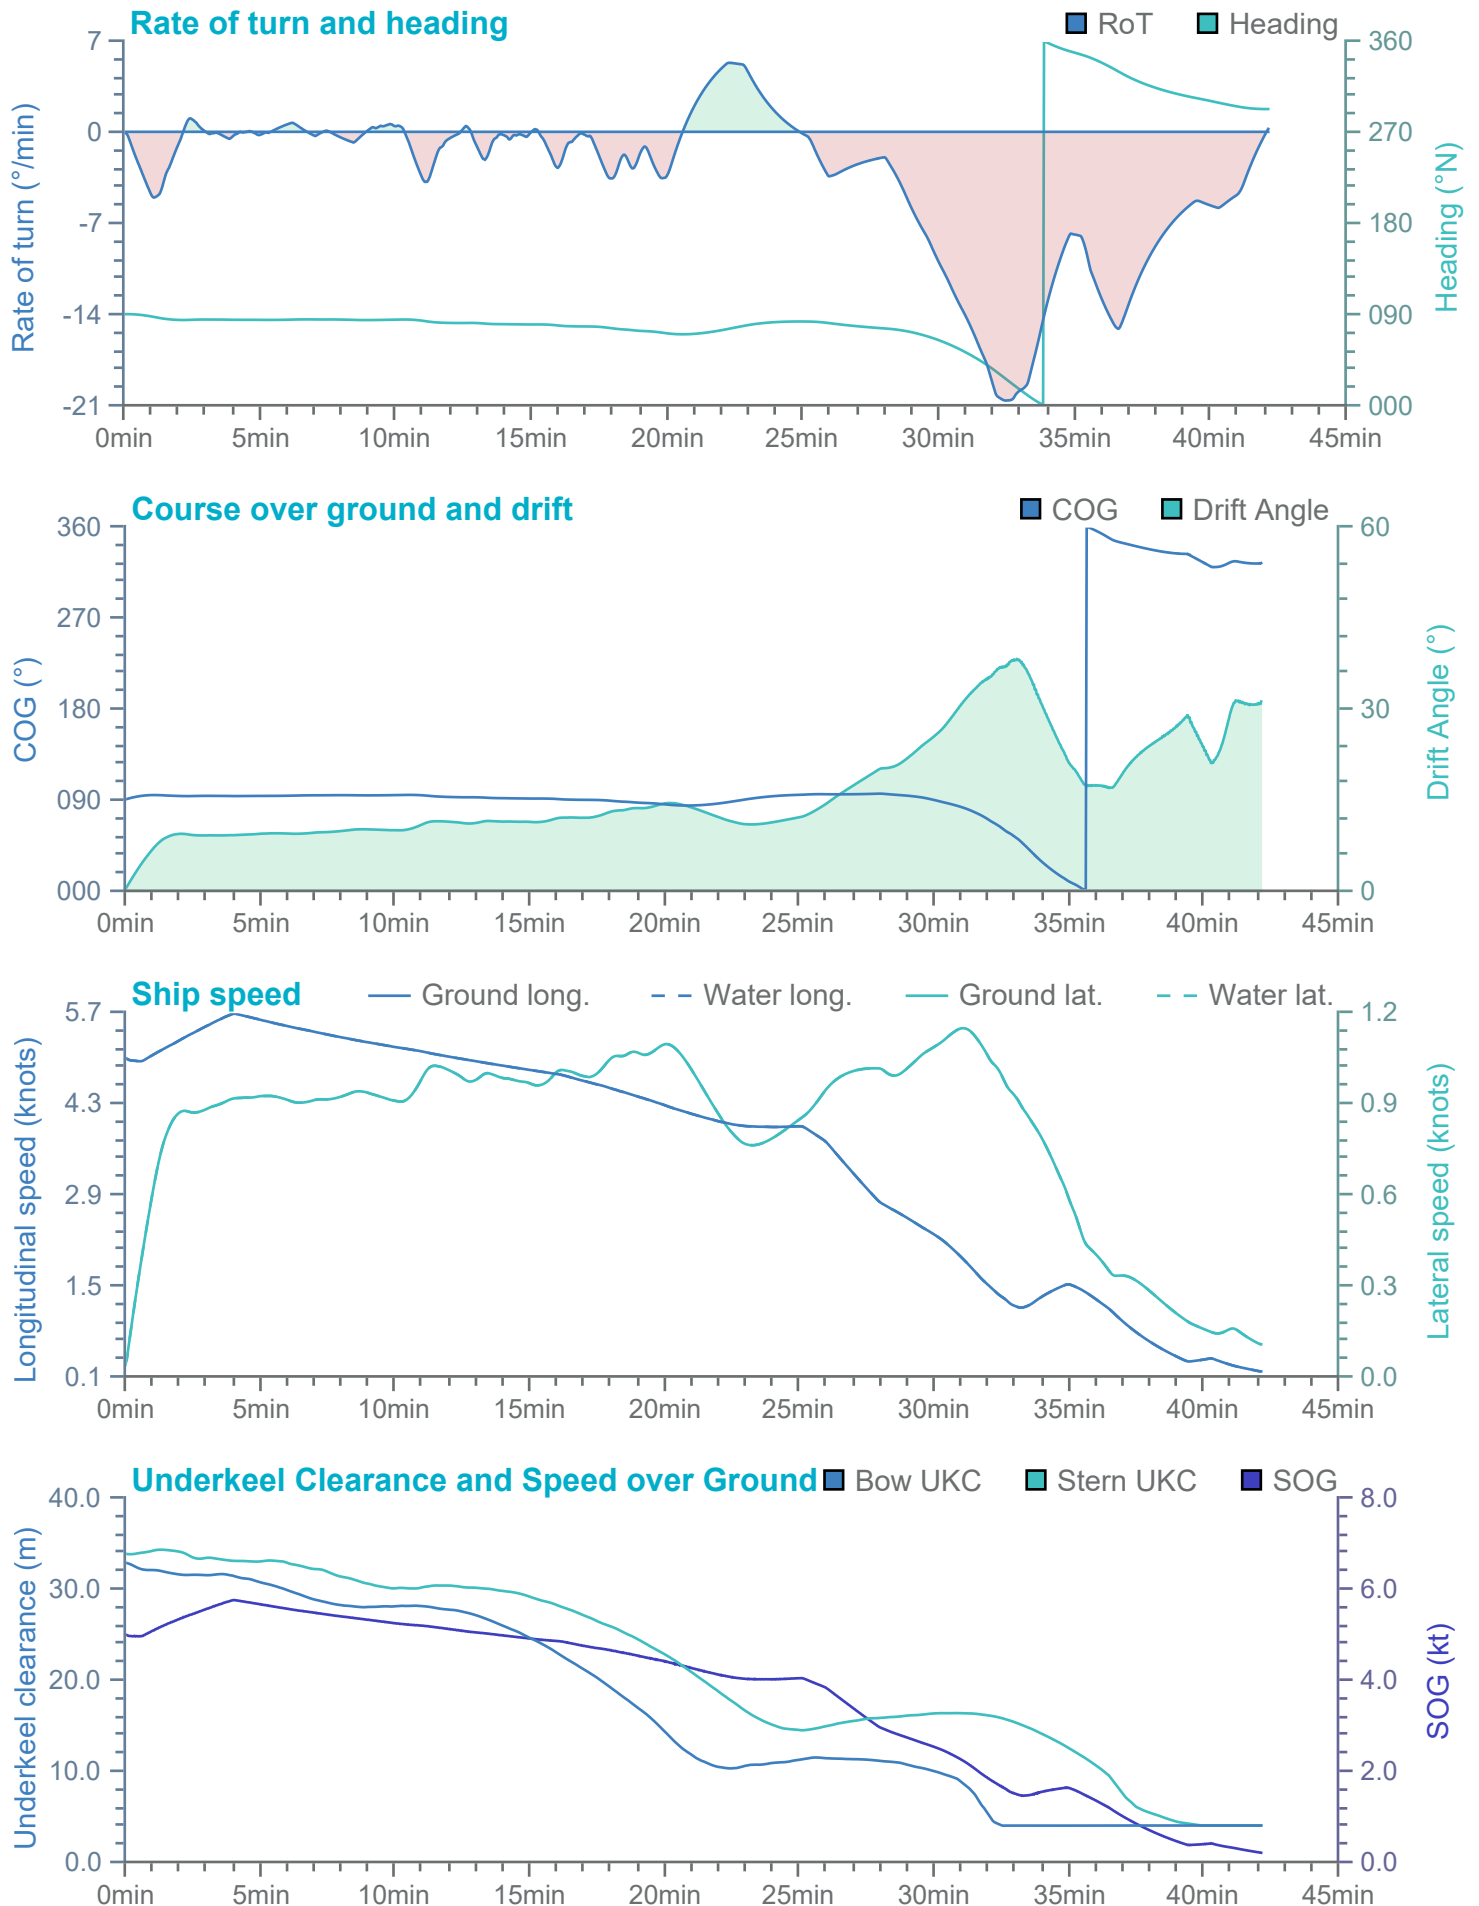 Rate of turn and heading
RoT Heading
7 0 -7 -14 -21
Rate of turn (°/min)
360 270 180 090 000
Heading (°N)
0min 5min 10min 15min 20min 25min 30min 35min 40min 45min
Course over ground and drift
COG Drift Angle
360 270 180 090 000
COG (°)
60 30 0
Drift Angle (°)
0min 5min 10min 15min 20min 25min 30min 35min 40min 45min
Ship speed
Ground long. Water long. Ground lat. Water lat.
5.7 4.3 2.9 1.5 0.1
Longitudinal speed (knots)
1.2 0.9 0.6 0.3 0.0
Lateral speed (knots)
0min 5min 10min 15min 20min 25min 30min 35min 40min 45min
Underkeel Clearance and Speed over Ground
Bow UKC Stern UKC SOG
40.0 30.0 20.0 10.0 0.0
Underkeel clearance (m)
8.0 6.0 4.0 2.0 0.0
SOG (kt)
0min 5min 10min 15min 20min 25min 30min 35min 40min 45min